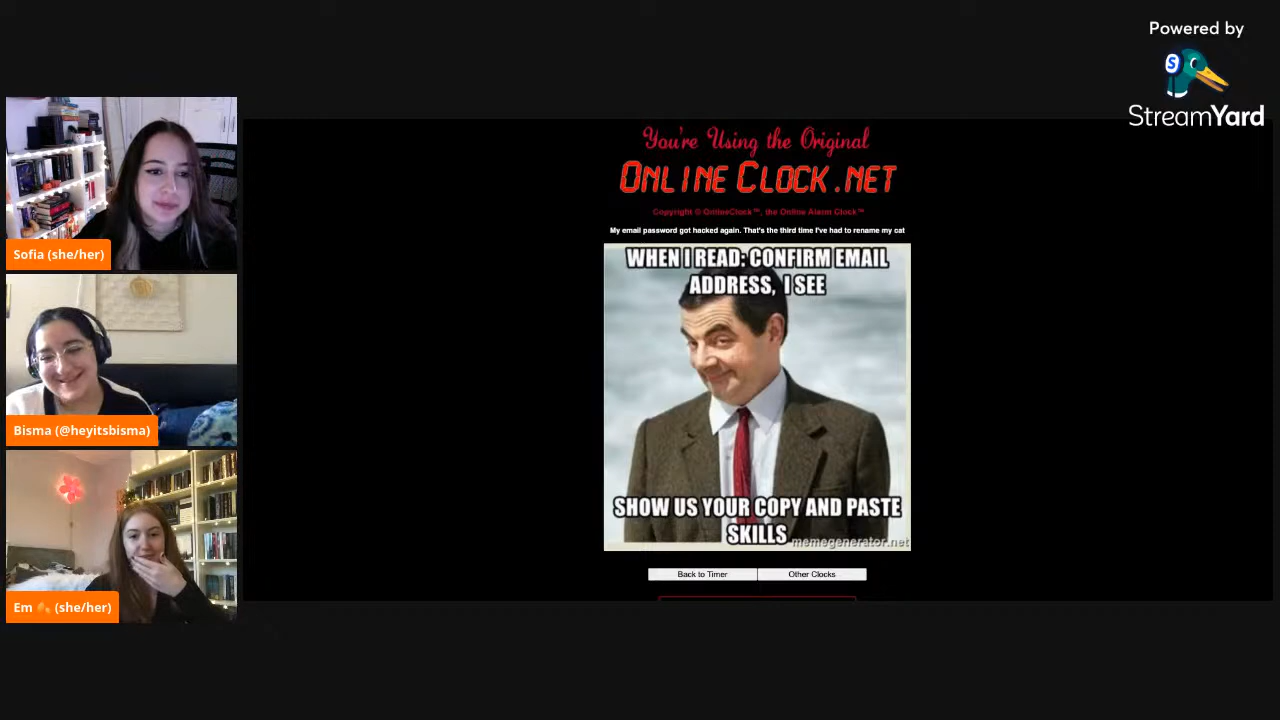 Powered by
StreamYard
You're Using the Original
OnlineClock.net
Copyright © OnlineClock™, the Online Alarm Clock™
My email password got hacked again. That's the third time I've had to rename my cat
WHEN I READ: CONFIRM EMAIL
ADDRESS, I SEE
SHOW US YOUR COPY AND PASTE
SKILLS
memegenerator.net
Back to Timer
Other Clocks
Sofia (she/her)
Bisma (@heyitsbisma)
Em 🍂 (she/her)